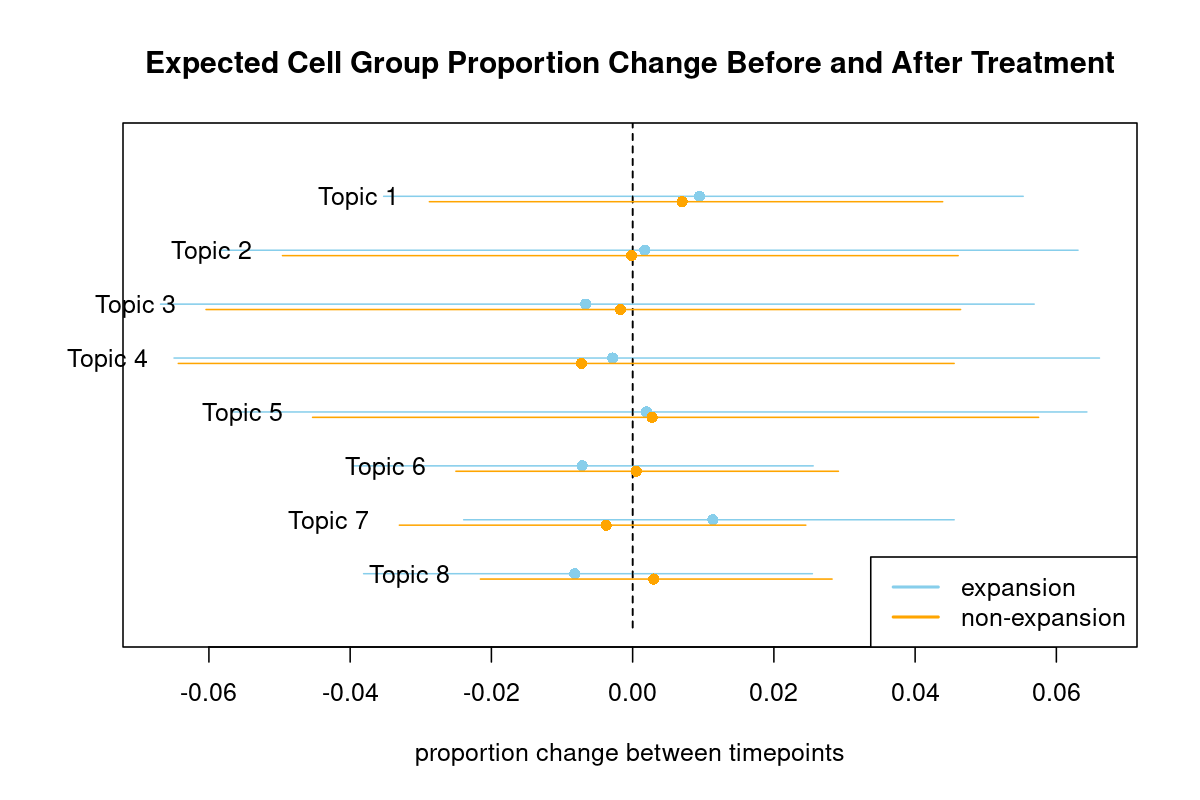 Expected Cell Group Proportion Change Before and After Treatment
Topic 1
Topic 2
Topic 3
Topic 4
Topic 5
Topic 6
Topic 7
Topic 8
expansion
non-expansion
-0.06 -0.04 -0.02 0.00 0.02 0.04 0.06
proportion change between timepoints